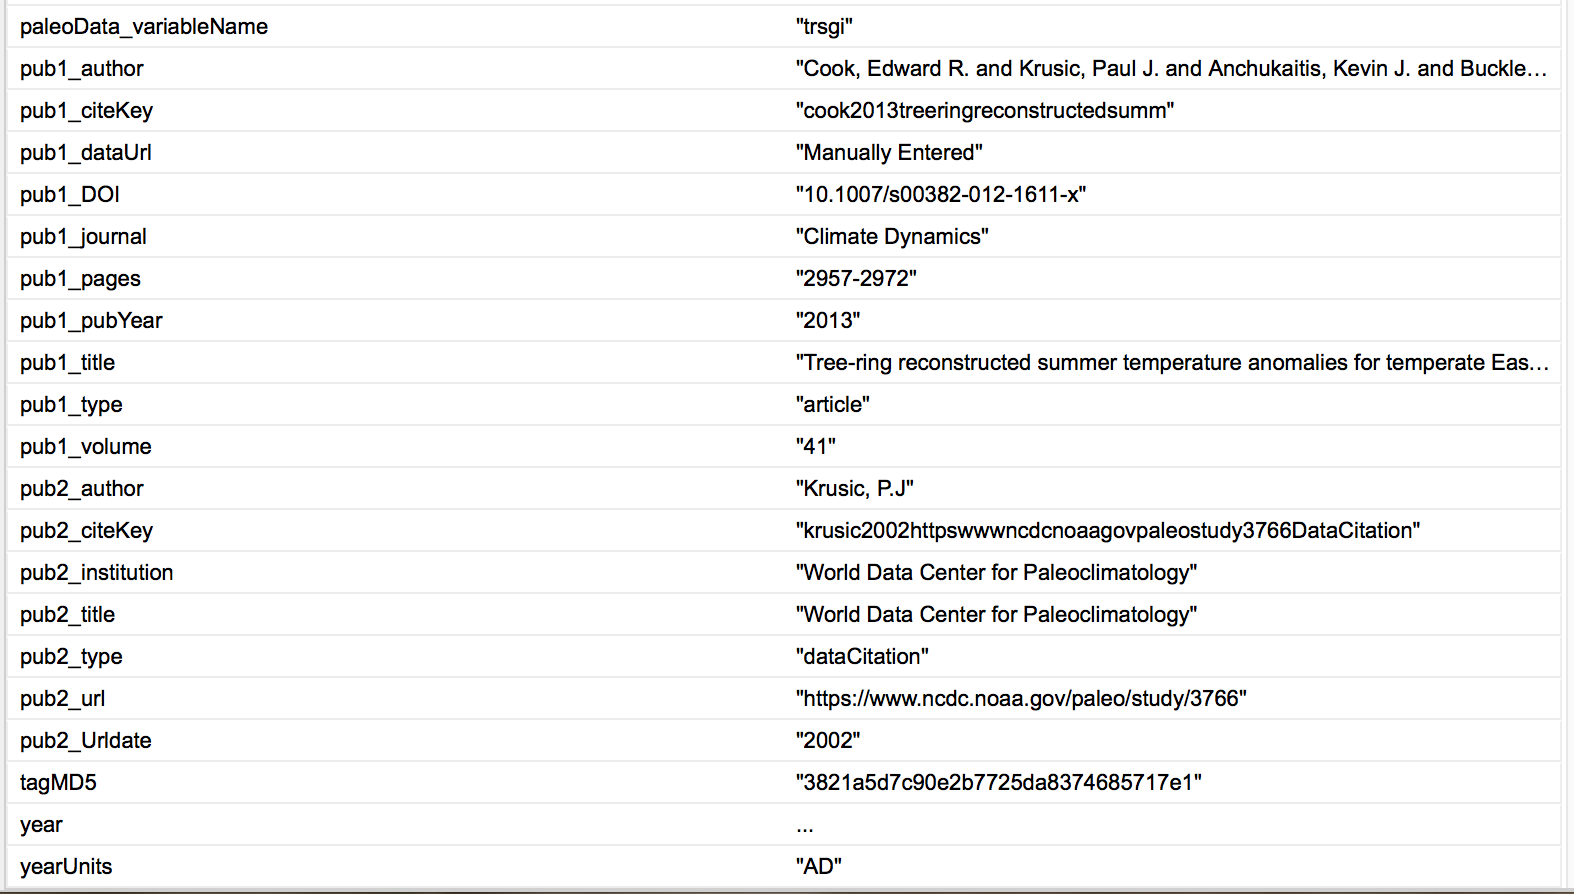 paleoData_variableName "trsgi"
pub1_author "Cook, Edward R. and Krusic, Paul J. and Anchukaitis, Kevin J. and Buckle...
pub1_citeKey "cook2013treeringreconstructedsumm"
pub1_dataUrl "Manually Entered"
pub1_DOI "10.1007/s00382-012-1611-x"
pub1_journal "Climate Dynamics"
pub1_pages "2957-2972"
pub1_pubYear "2013"
pub1_title "Tree-ring reconstructed summer temperature anomalies for temperate Eas...
pub1_type "article"
pub1_volume "41"
pub2_author "Krusic, P.J"
pub2_citeKey "krusic2002httpswwwncdcnoaagovpaleostudy3766DataCitation"
pub2_institution "World Data Center for Paleoclimatology"
pub2_title "World Data Center for Paleoclimatology"
pub2_type "dataCitation"
pub2_url "https://www.ncdc.noaa.gov/paleo/study/3766"
pub2_Urldate "2002"
tagMD5 "3821a5d7c90e2b7725da8374685717e1"
year ...
yearUnits "AD"